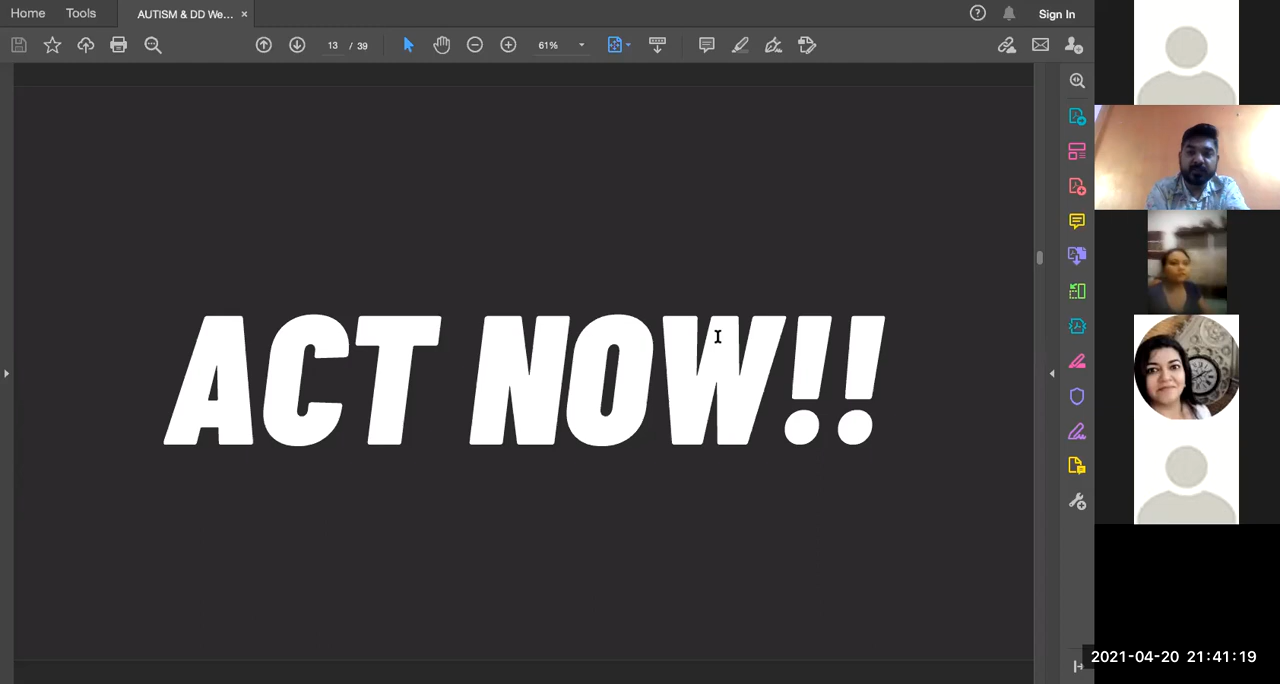 Home
Tools
AUTISM & DD We... ×
Sign In
13 / 39
61%
ACT NOW!!
2021-04-20 21:41:19